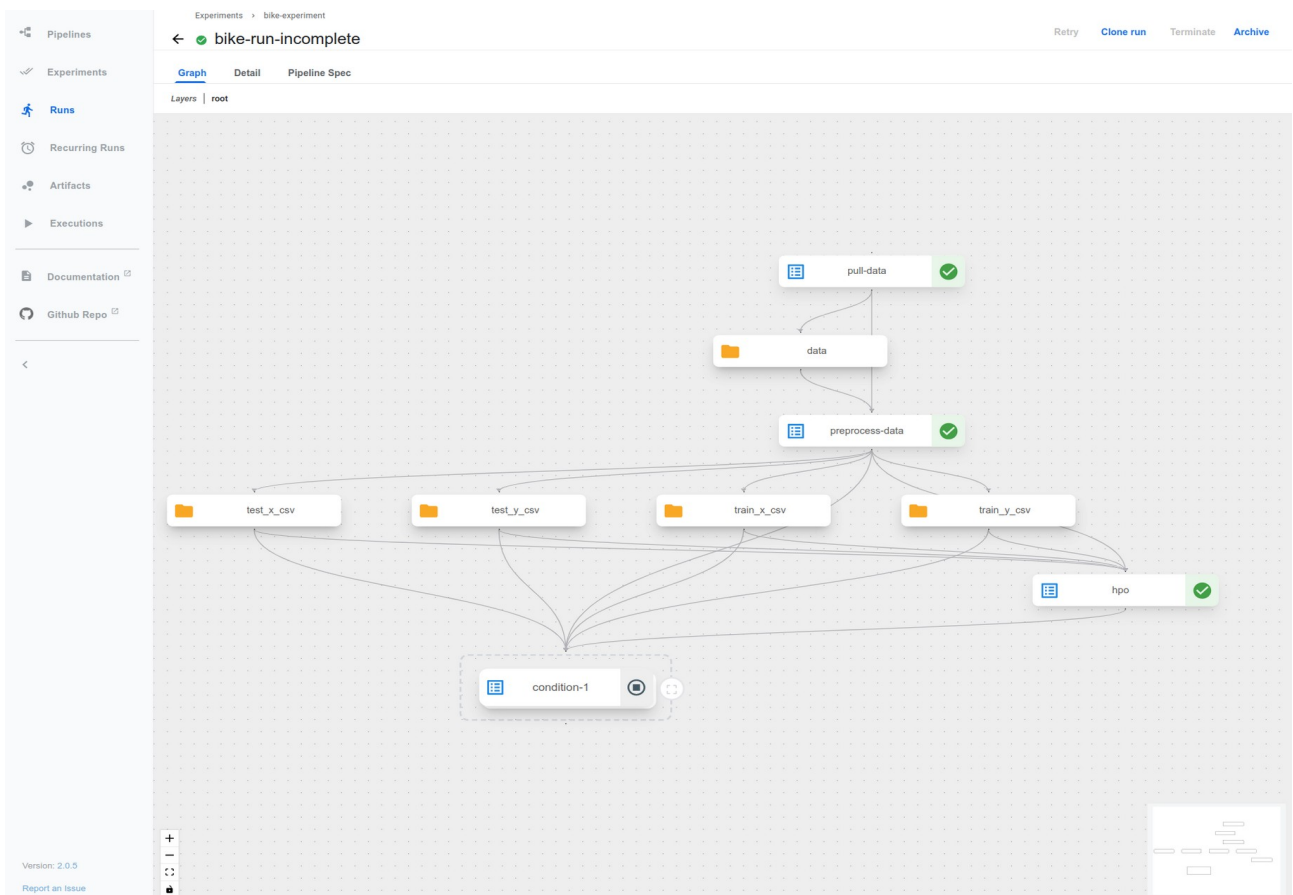 Experiments > bike-experiment
bike-run-incomplete
Retry Clone run Terminate Archive
Graph Detail Pipeline Spec
Layers | root
Pipelines
Experiments
Runs
Recurring Runs
Artifacts
Executions
Documentation
Github Repo
pull-data
data
preprocess-data
test_x_csv test_y_csv train_x_csv train_y_csv
hpo
condition-1
Version: 2.0.5
Report an Issue